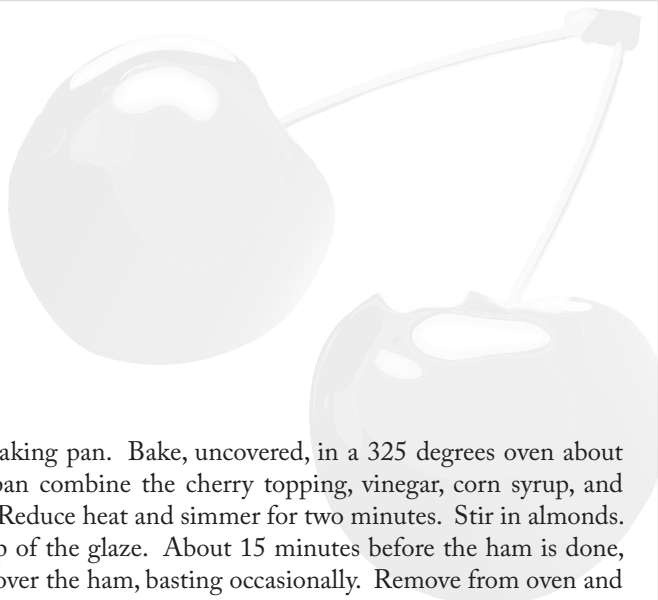 aking pan. Bake, uncovered, in a 325 degrees oven about
pan combine the cherry topping, vinegar, corn syrup, and
Reduce heat and simmer for two minutes. Stir in almonds.
p of the glaze. About 15 minutes before the ham is done,
over the ham, basting occasionally. Remove from oven and